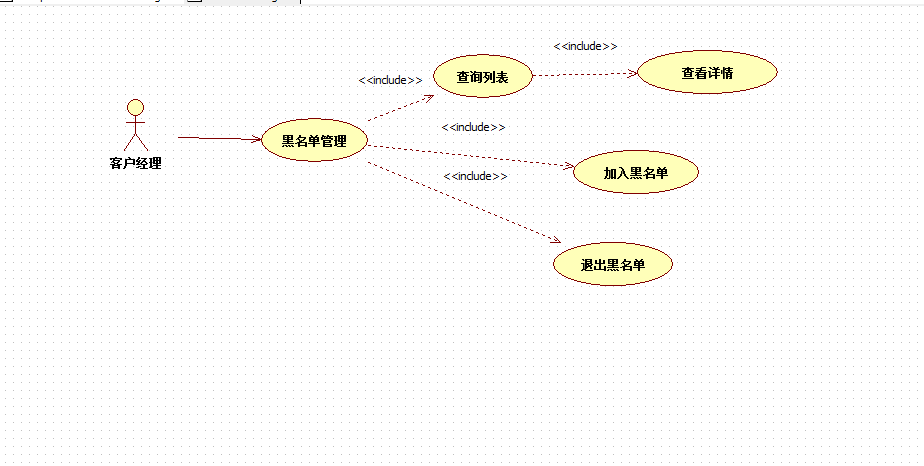 <<include>>
查询列表
查看详情
<<include>>
<<include>>
客户经理
黑名单管理
加入黑名单
<<include>>
退出黑名单